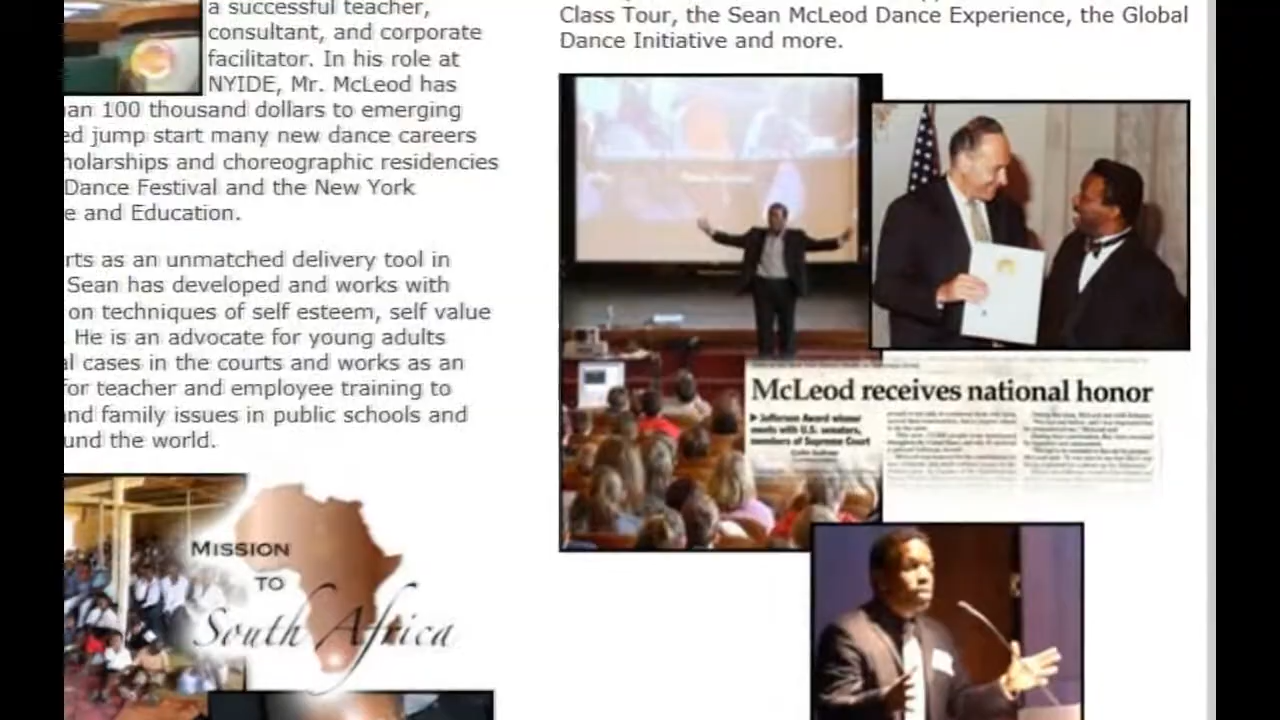 a successful teacher,
consultant, and corporate
facilitator. In his role at
NYIDE, Mr. McLeod has
an 100 thousand dollars to emerging
ed jump start many new dance careers
holarships and choreographic residencies
Dance Festival and the New York
e and Education.
rts as an unmatched delivery tool in
Sean has developed and works with
on techniques of self esteem, self value
. He is an advocate for young adults
al cases in the courts and works as an
for teacher and employee training to
and family issues in public schools and
und the world.
MISSION
TO
South Africa
Class Tour, the Sean McLeod Dance Experience, the Global
Dance Initiative and more.
McLeod receives national honor
Jefferson Award winner
meets with U.S. senators,
members of Supreme Court